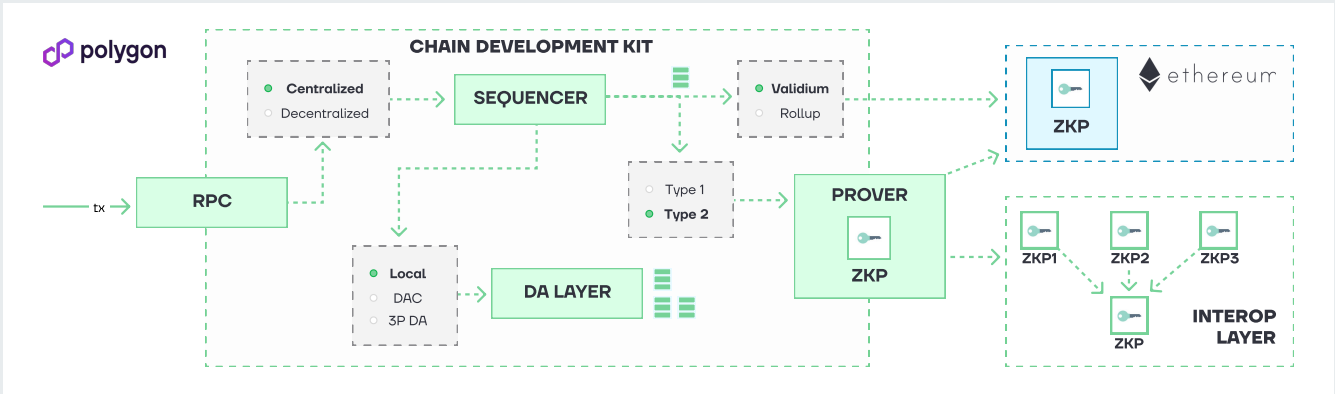 polygon
CHAIN DEVELOPMENT KIT
tx
RPC
Centralized
Decentralized
SEQUENCER
Validium
Rollup
Type 1
Type 2
Local
DAC
3P DA
DA LAYER
PROVER
ZKP
ethereum
ZKP
ZKP1
ZKP2
ZKP3
ZKP
INTEROP
LAYER